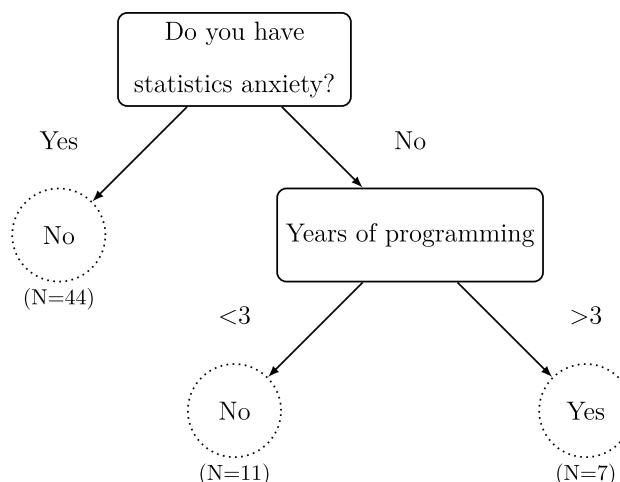 Do you have
statistics anxiety?
Yes
No
No
(N=44)
Years of programming
<3
>3
No
(N=11)
Yes
(N=7)